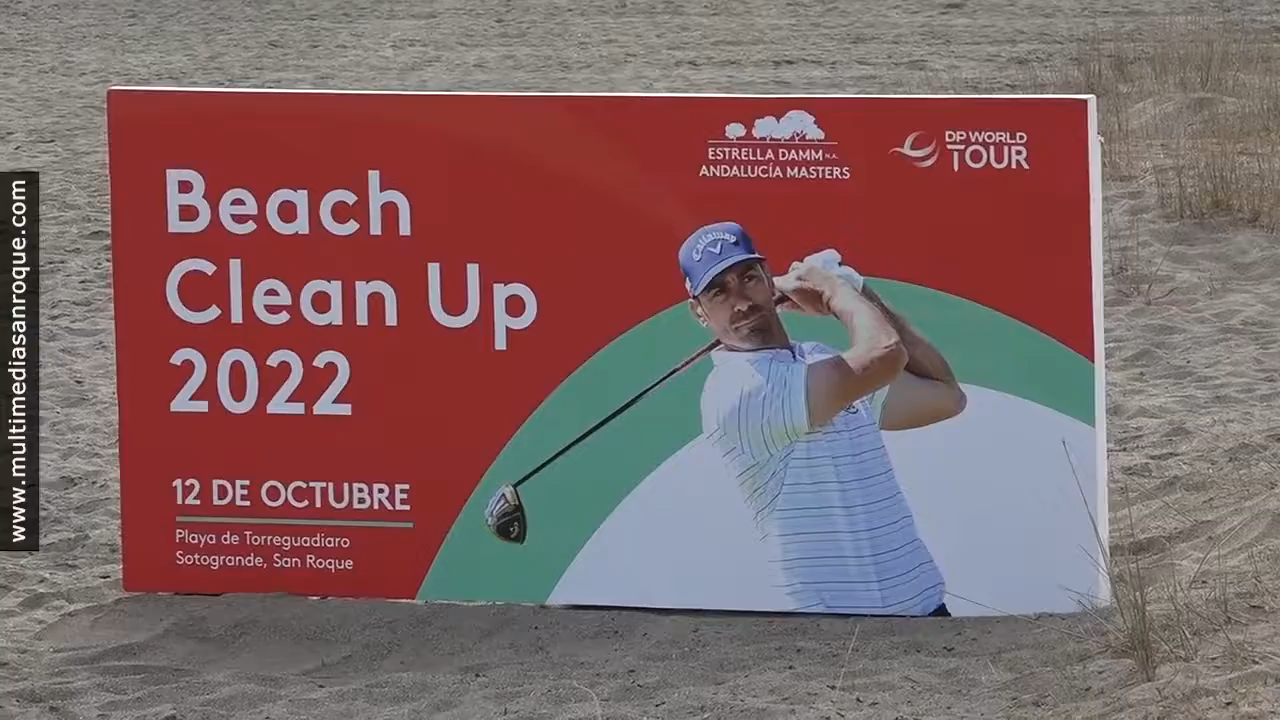 www.multimediasanroque.com
ESTRELLA DAMM N.A.
ANDALUCÍA MASTERS
DP WORLD
TOUR
Beach
Clean Up
2022
Callaway
12 DE OCTUBRE
Playa de Torreguadiaro
Sotogrande, San Roque